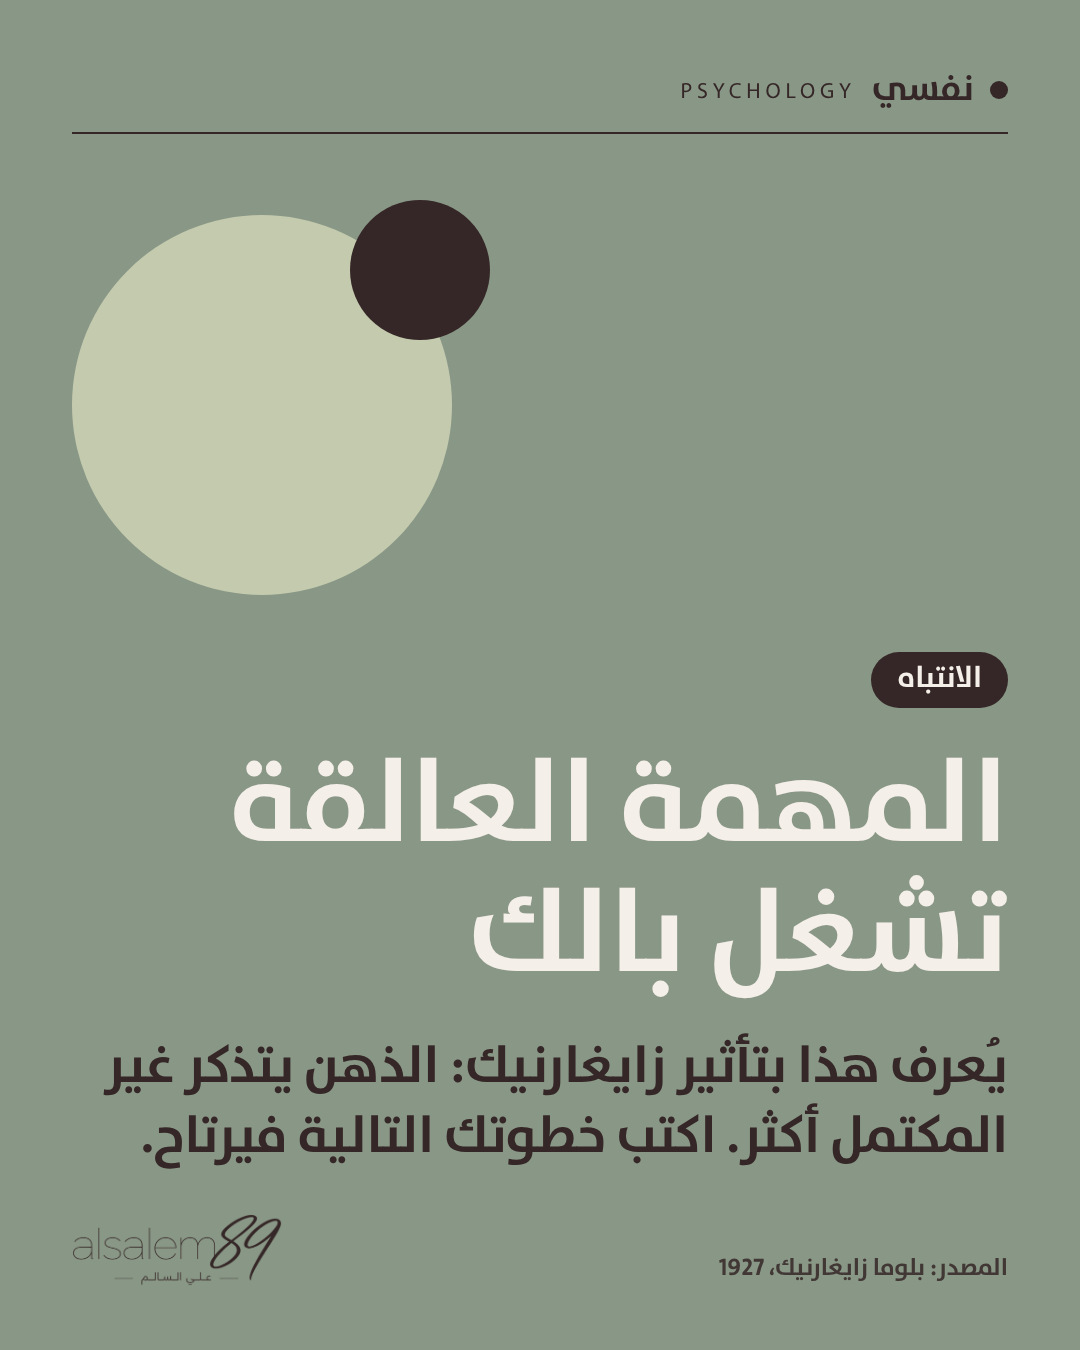 نفسي PSYCHOLOGY
الانتباه
المهمة العالقة
تشغل بالك
يُعرف هذا بتأثير زايغارنيك: الذهن يتذكر غير
المكتمل أكثر. اكتب خطوتك التالية فيرتاح.
المصدر: بلوما زايغارنيك، 1927
alsalem89
علي السالم